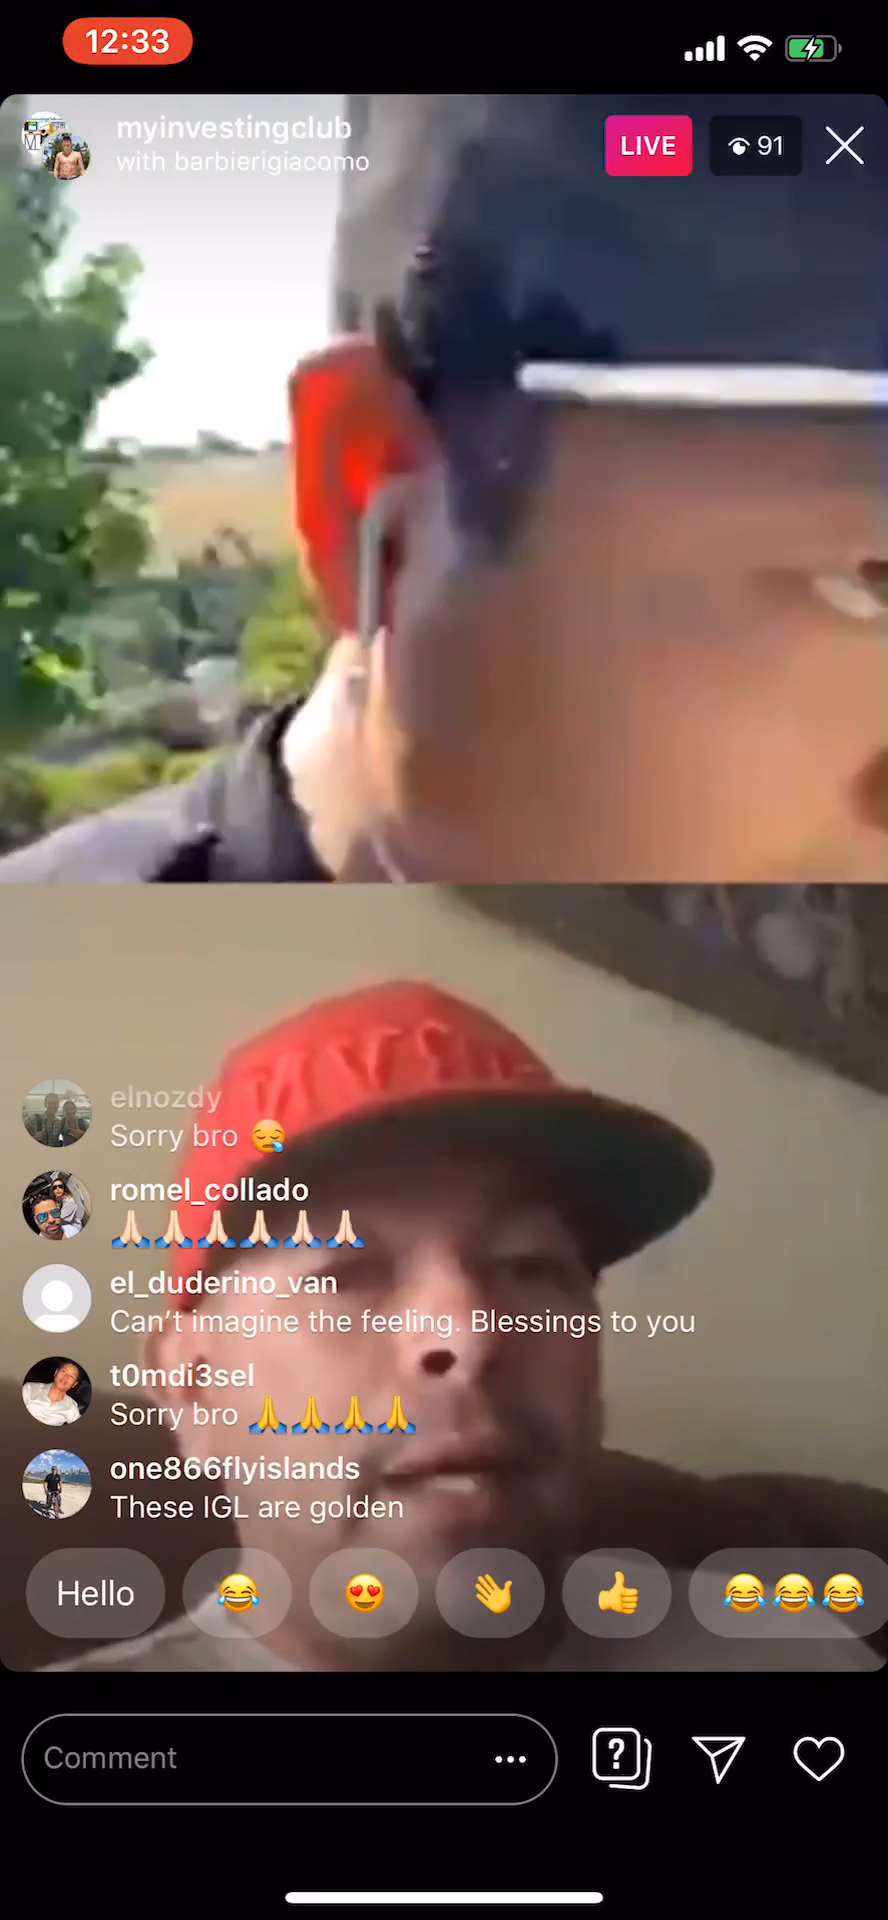 12:33
myinvestingclub
with barbierigiacomo
LIVE
91
elnozdy
Sorry bro 😪
romel_collado
🙏🏻🙏🏻🙏🏻🙏🏻🙏🏻🙏🏻
el_duderino_van
Can't imagine the feeling. Blessings to you
t0mdi3sel
Sorry bro 🙏🙏🙏🙏
one866flyislands
These IGL are golden
Hello 😂 😍 👋 👍 😂😂😂
Comment